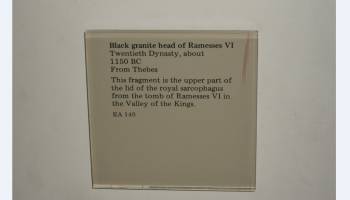 Black granite head of Ramesses VI
Twentieth Dynasty, about
1150 BC
From Thebes
This fragment is the upper part of
the lid of the royal sarcophagus
from the tomb of Ramesses VI in
the Valley of the Kings.
EA 140